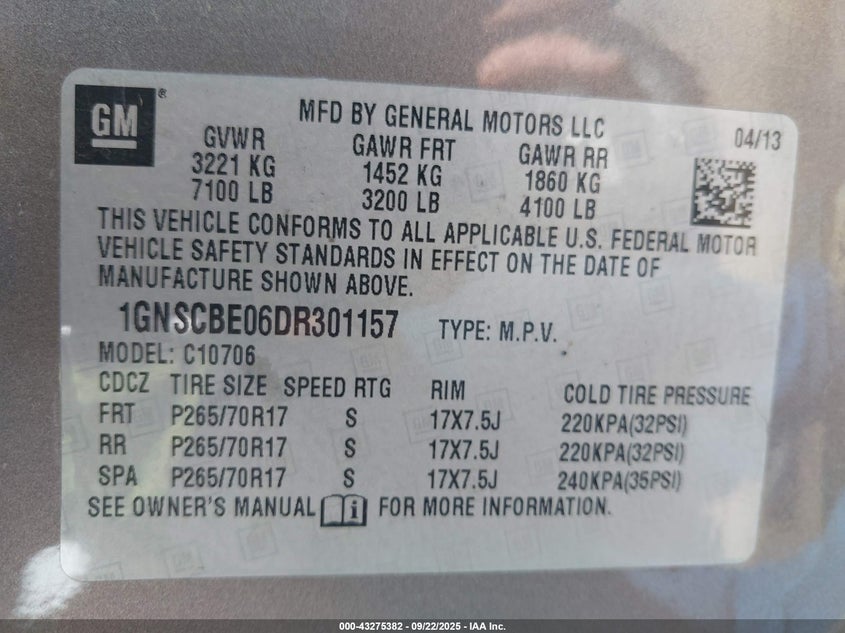 GM ®
MFD BY GENERAL MOTORS LLC
04/13
GVWR GAWR FRT GAWR RR
3221 KG 1452 KG 1860 KG
7100 LB 3200 LB 4100 LB
THIS VEHICLE CONFORMS TO ALL APPLICABLE U.S. FEDERAL MOTOR
VEHICLE SAFETY STANDARDS IN EFFECT ON THE DATE OF
MANUFACTURE SHOWN ABOVE.
1GNSCBE06DR301157 TYPE: M.P.V.
MODEL: C10706
CDCZ TIRE SIZE SPEED RTG RIM COLD TIRE PRESSURE
FRT P265/70R17 S 17X7.5J 220KPA(32PSI)
RR P265/70R17 S 17X7.5J 220KPA(32PSI)
SPA P265/70R17 S 17X7.5J 240KPA(35PSI)
SEE OWNER'S MANUAL i FOR MORE INFORMATION.
000-43275382 - 09/22/2025 - IAA Inc.